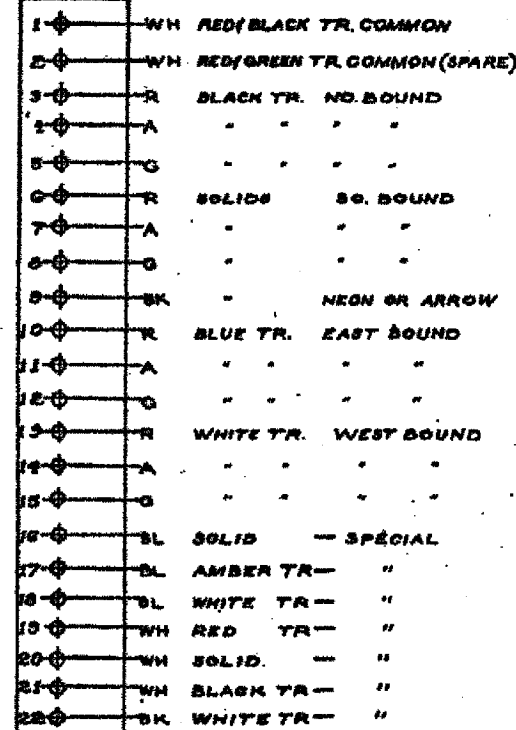 1 WH RED/BLACK TR. COMMON
2 WH RED/GREEN TR. COMMON (SPARE)
3 R BLACK TR. NO. BOUND
4 A " " " "
5 G " " " "
6 R SOLIDS SO. BOUND
7 A " " "
8 G " " "
9 BK " NEON OR ARROW
10 R BLUE TR. EAST BOUND
11 A " " " "
12 G " " " "
13 R WHITE TR. WEST BOUND
14 A " " " "
15 G " " " "
16 BL SOLID — SPECIAL
17 BL AMBER TR — "
18 BL WHITE TR — "
19 WH RED TR — "
20 WH SOLID. — "
21 WH BLACK TR — "
22 BK WHITE TR — "